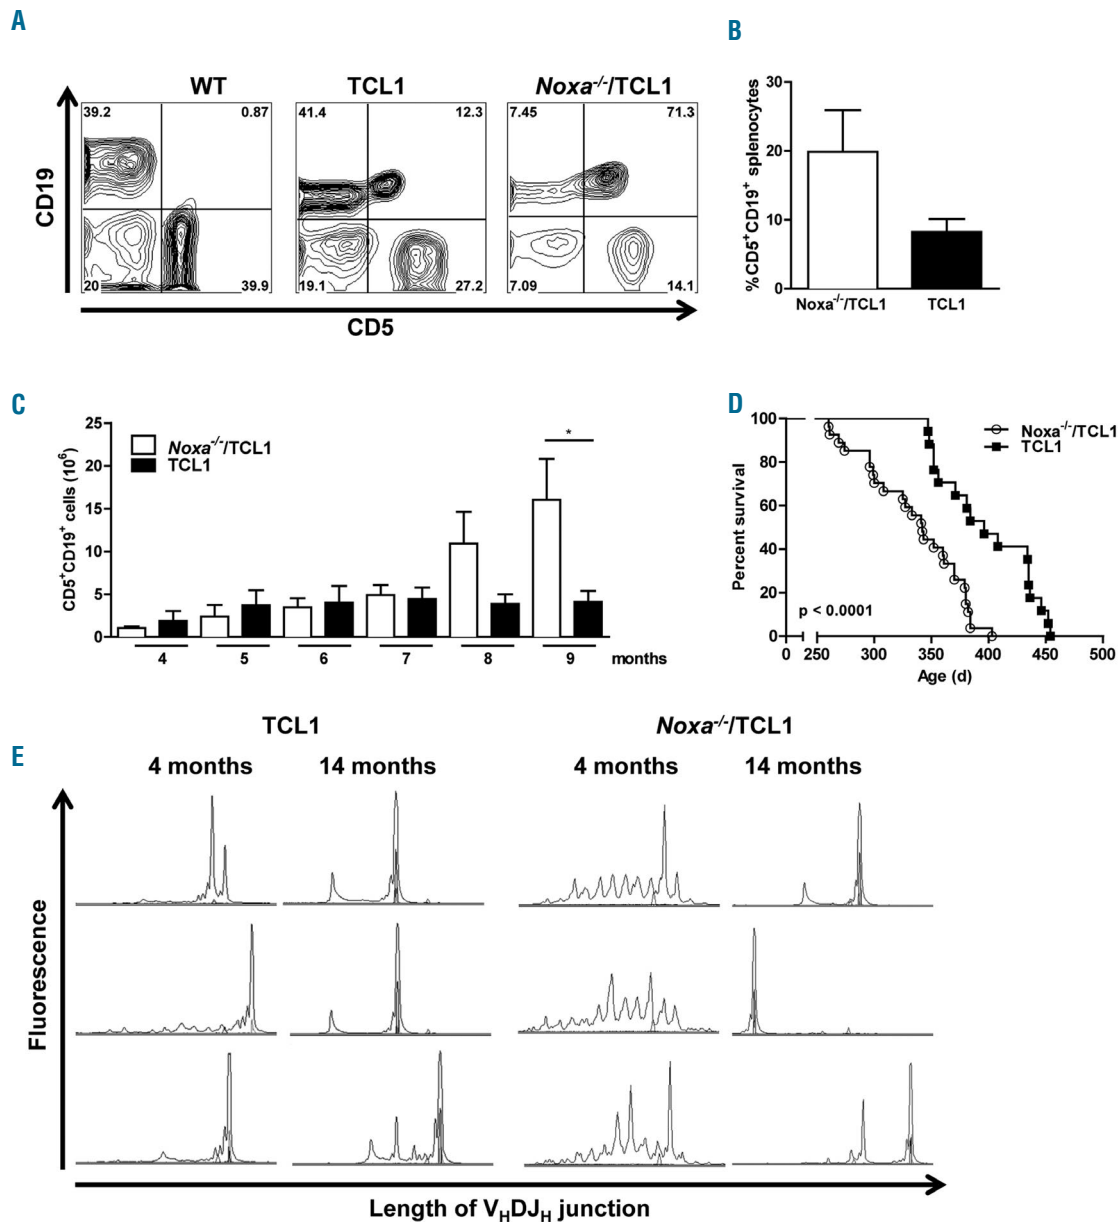 A
WT
TCL1
Noxa-/-/TCL1
39.2
0.87
20
39.9
41.4
12.3
19.1
27.2
7.45
71.3
7.09
14.1
CD19
CD5
B
%CD5+CD19+ splenocytes
30
20
10
0
Noxa-/-/TCL1
TCL1
C
CD5+CD19+ cells (10⁶)
25
20
15
10
5
0
Noxa-/-/TCL1
TCL1
*
4
5
6
7
8
9
months
D
Percent survival
100
80
60
40
20
0
Noxa-/-/TCL1
TCL1
p < 0.0001
0
250
300
350
400
450
500
Age (d)
E
TCL1
Noxa-/-/TCL1
4 months
14 months
4 months
14 months
Fluorescence
Length of VHDJH junction